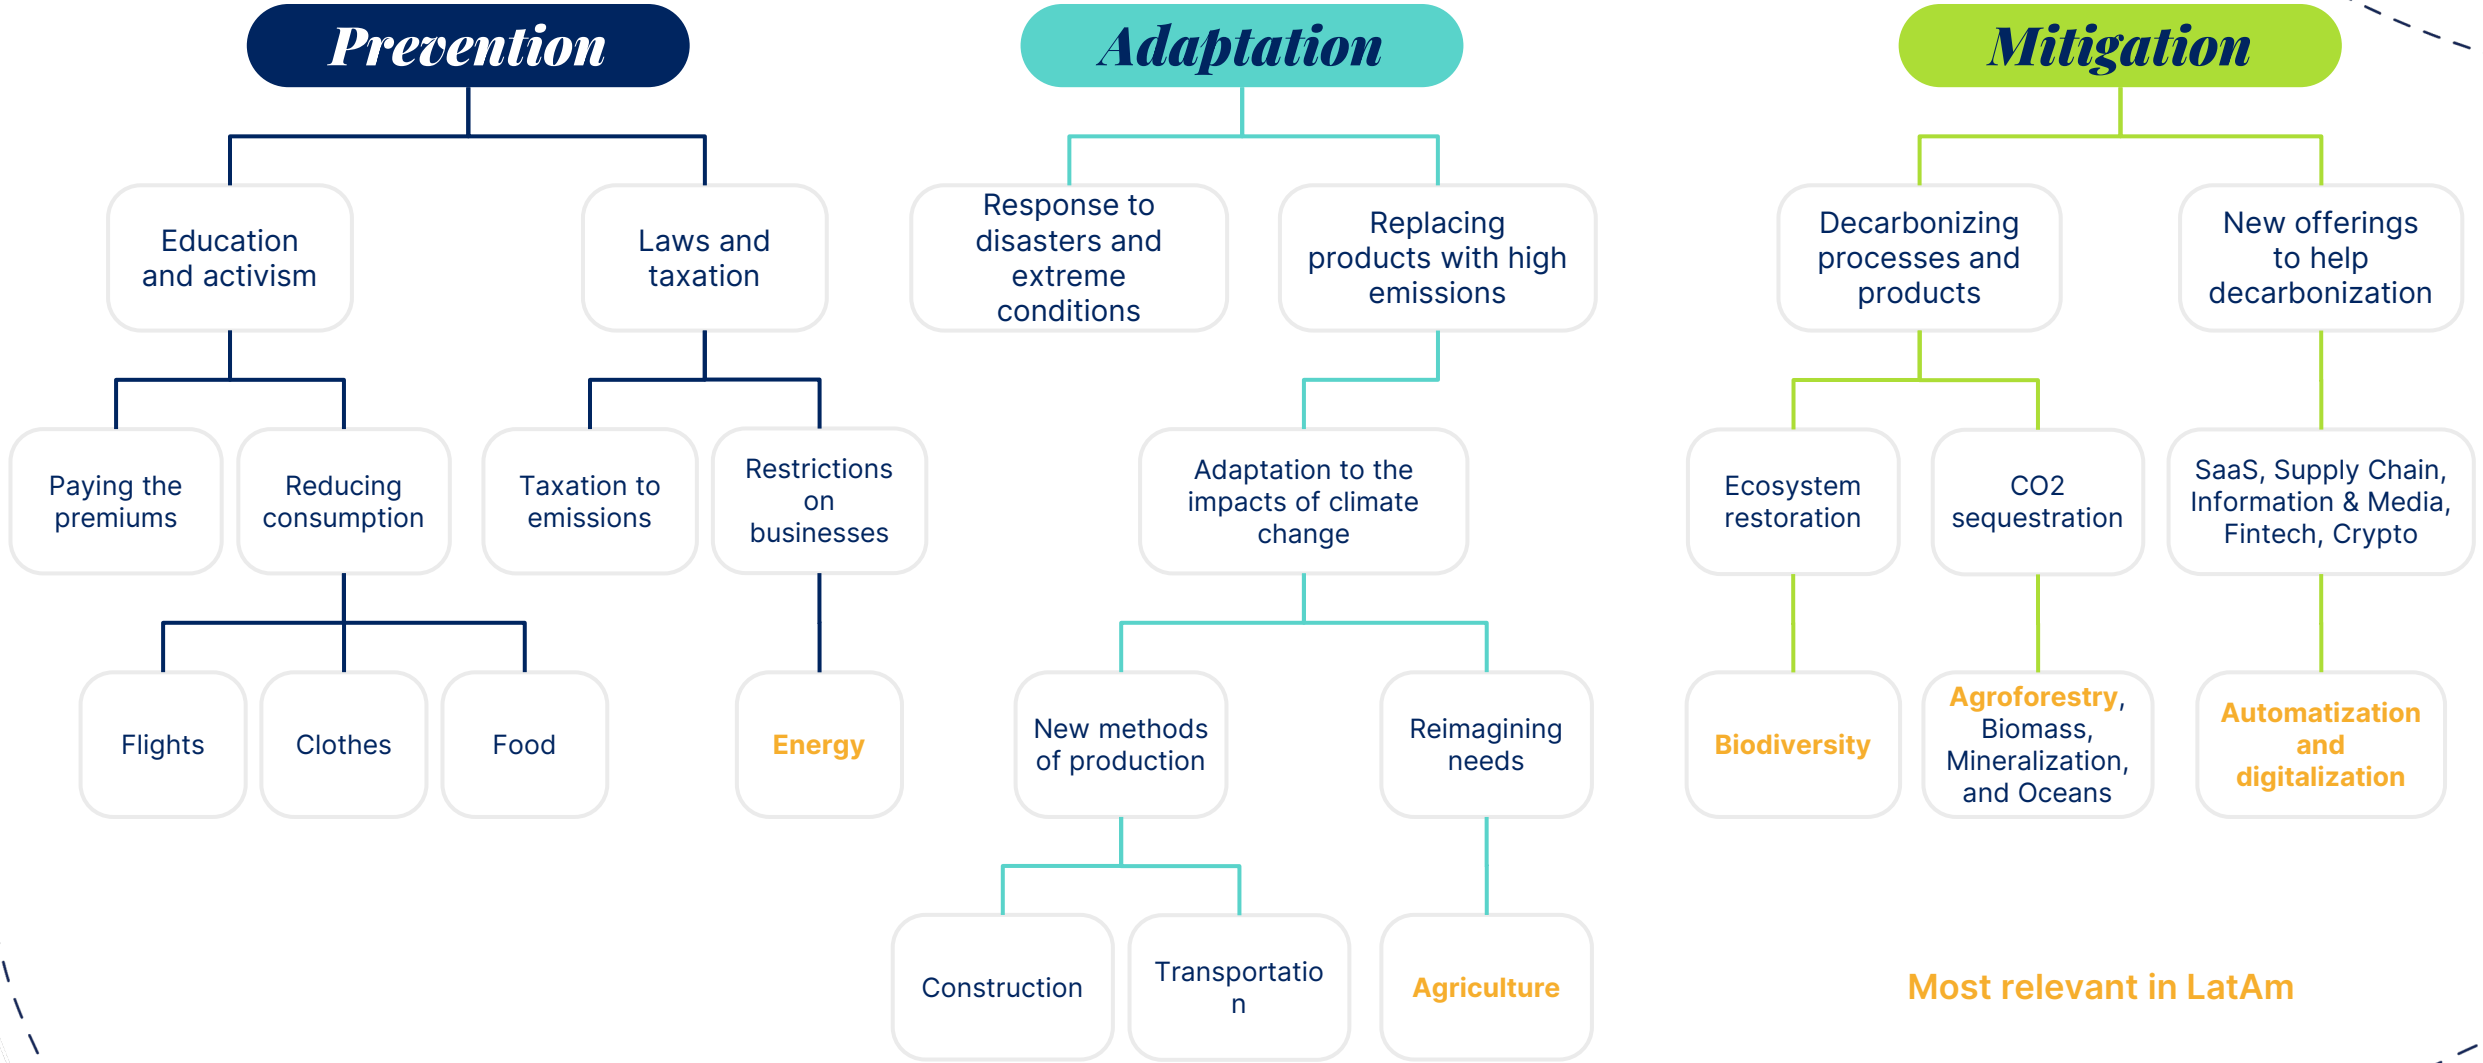 Prevention
Adaptation
Mitigation
Education
and activism
Laws and
taxation
Response to
disasters and
extreme
conditions
Replacing
products with high
emissions
Decarbonizing
processes and
products
New offerings
to help
decarbonization
Paying the
premiums
Reducing
consumption
Taxation to
emissions
Restrictions
on
businesses
Adaptation to the
impacts of climate
change
Ecosystem
restoration
CO2
sequestration
SaaS, Supply Chain,
Information & Media,
Fintech, Crypto
Flights
Clothes
Food
Energy
New methods
of production
Reimagining
needs
Biodiversity
Agroforestry,
Biomass,
Mineralization,
and Oceans
Automatization
and
digitalization
Construction
Transportatio
n
Agriculture
Most relevant in LatAm